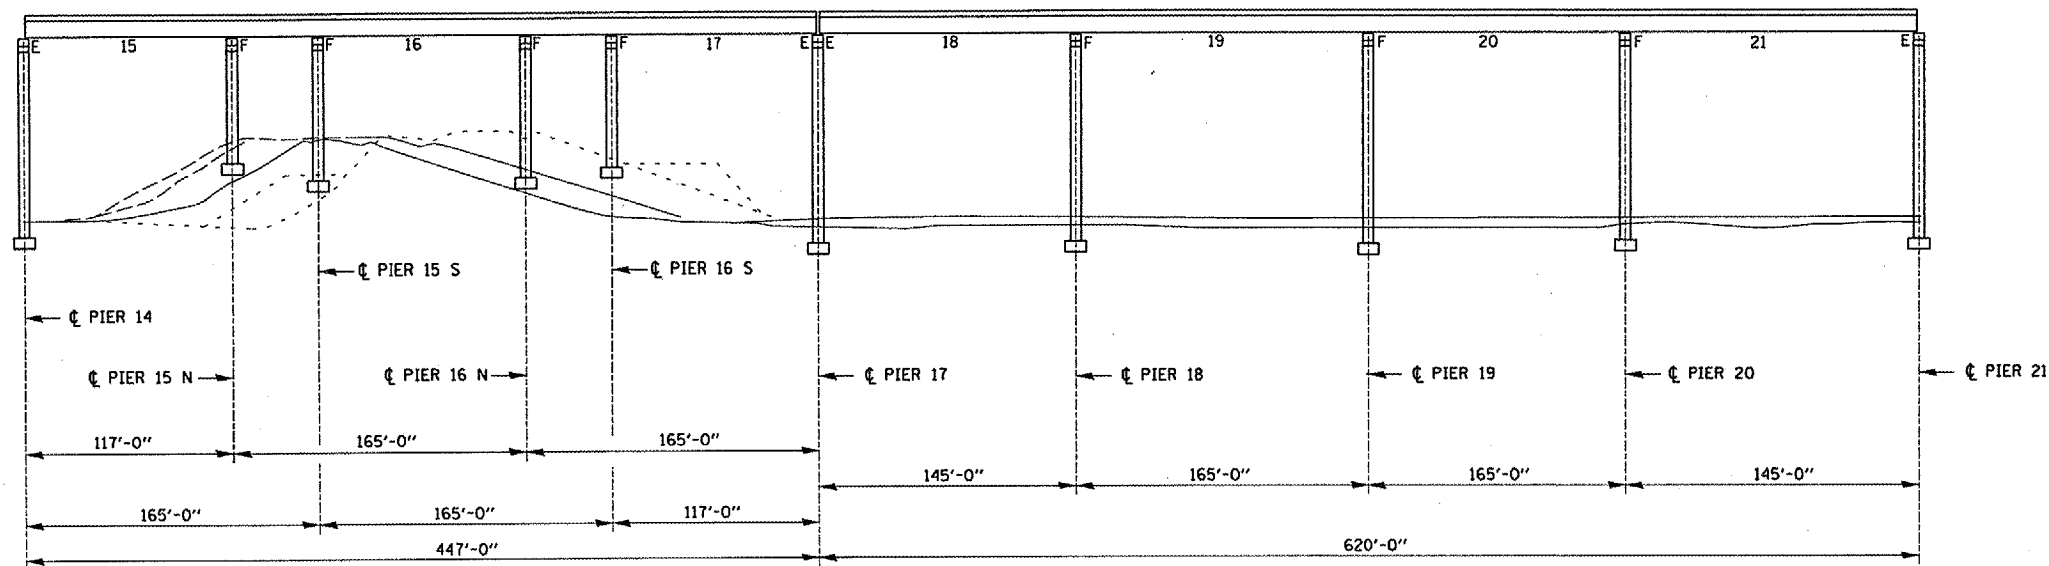 E 15 F F 16 F F 17 E E 18 F 19 F 20 F 21 E
℄ PIER 15 S ℄ PIER 16 S
℄ PIER 14
℄ PIER 15 N ℄ PIER 16 N ℄ PIER 17 ℄ PIER 18 ℄ PIER 19 ℄ PIER 20 ℄ PIER 21
117'-0" 165'-0" 165'-0"
145'-0" 165'-0" 165'-0" 145'-0"
165'-0" 165'-0" 117'-0"
447'-0" 620'-0"